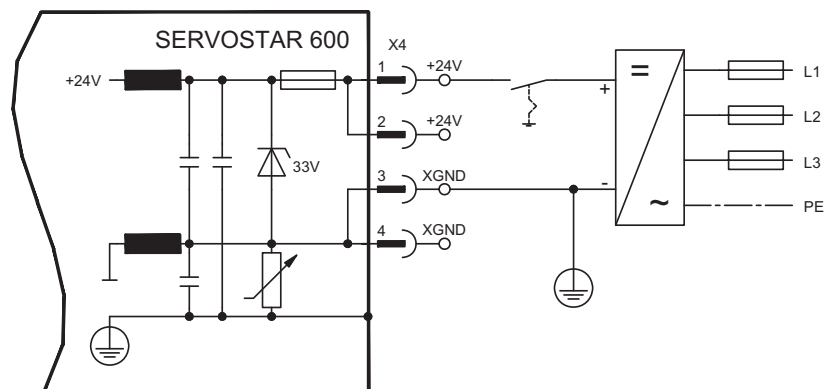 SERVOSTAR 600
X4
+24V
1
+24V
2
+24V
33V
3
XGND
4
XGND
=
+
-
~
L1
L2
L3
PE